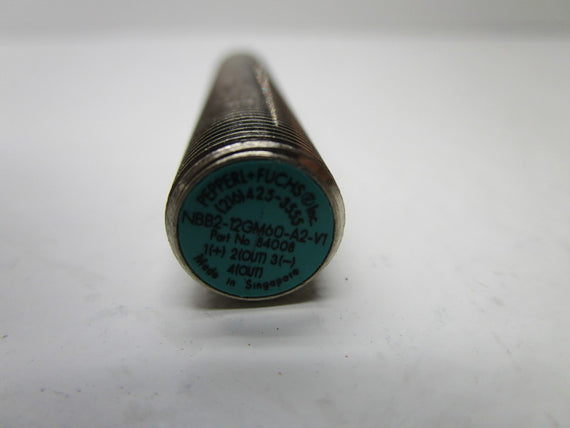 PEPPERL+FUCHS Inc.
(216)425-3555
NBB2-12GM60-A2-V1
Part No 84008
1(+) 2(OUT) 3(-)
4(OUT)
Made in Singapore